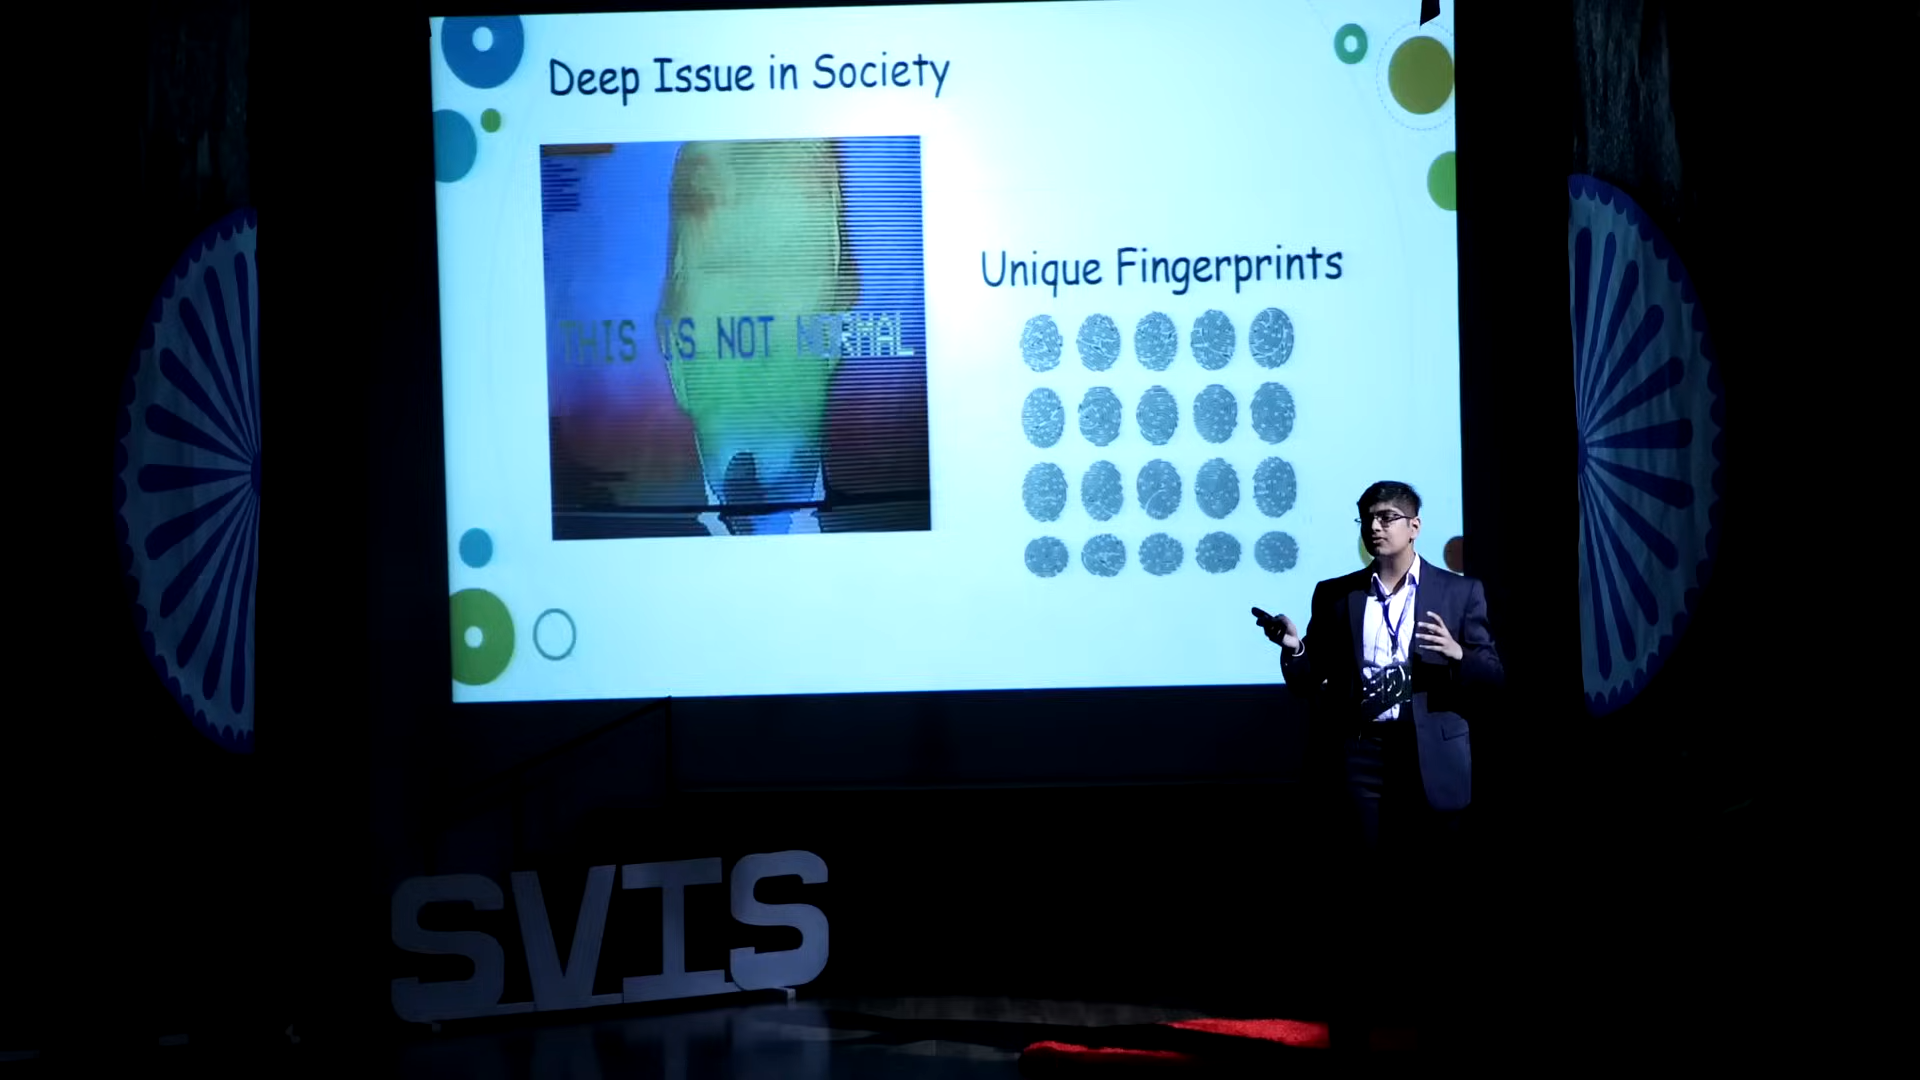 Deep Issue in Society
THIS IS NOT NORMAL
Unique Fingerprints
SVIS